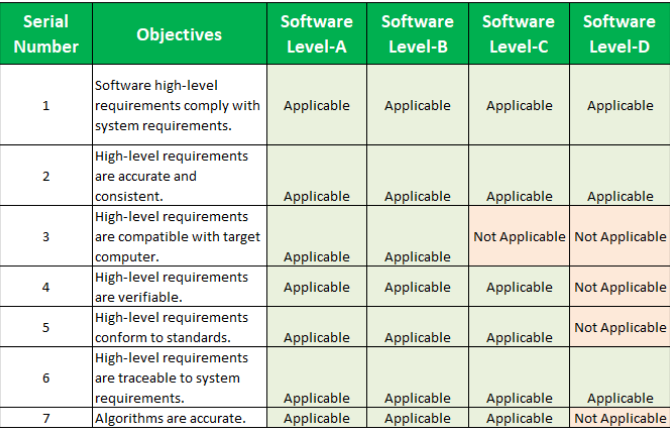 Serial Number Objectives Software Level-A Software Level-B Software Level-C Software Level-D
1 Software high-level requirements comply with system requirements. Applicable Applicable Applicable Applicable
2 High-level requirements are accurate and consistent. Applicable Applicable Applicable Applicable
3 High-level requirements are compatible with target computer. Applicable Applicable Not Applicable Not Applicable
4 High-level requirements are verifiable. Applicable Applicable Applicable Not Applicable
5 High-level requirements conform to standards. Applicable Applicable Applicable Not Applicable
6 High-level requirements are traceable to system requirements. Applicable Applicable Applicable Applicable
7 Algorithms are accurate. Applicable Applicable Applicable Not Applicable